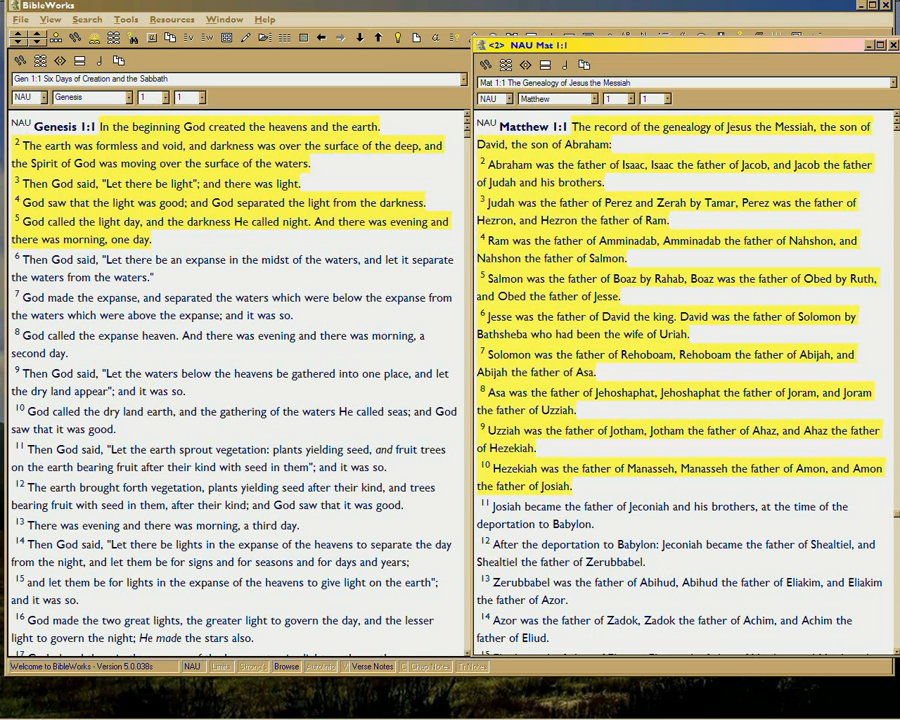 BibleWorks
File View Search Tools Resources Window Help
Gen 1:1 Six Days of Creation and the Sabbath
NAU Genesis 1 1
NAU Genesis 1:1 In the beginning God created the heavens and the earth.
2 The earth was formless and void, and darkness was over the surface of the deep, and
the Spirit of God was moving over the surface of the waters.
3 Then God said, "Let there be light"; and there was light.
4 God saw that the light was good; and God separated the light from the darkness.
5 God called the light day, and the darkness He called night. And there was evening and
there was morning, one day.
6 Then God said, "Let there be an expanse in the midst of the waters, and let it separate
the waters from the waters."
7 God made the expanse, and separated the waters which were below the expanse from
the waters which were above the expanse; and it was so.
8 God called the expanse heaven. And there was evening and there was morning, a
second day.
9 Then God said, "Let the waters below the heavens be gathered into one place, and let
the dry land appear"; and it was so.
10 God called the dry land earth, and the gathering of the waters He called seas; and God
saw that it was good.
11 Then God said, "Let the earth sprout vegetation: plants yielding seed, and fruit trees
on the earth bearing fruit after their kind with seed in them"; and it was so.
12 The earth brought forth vegetation, plants yielding seed after their kind, and trees
bearing fruit with seed in them, after their kind; and God saw that it was good.
13 There was evening and there was morning, a third day.
14 Then God said, "Let there be lights in the expanse of the heavens to separate the day
from the night, and let them be for signs and for seasons and for days and years;
15 and let them be for lights in the expanse of the heavens to give light on the earth";
and it was so.
16 God made the two great lights, the greater light to govern the day, and the lesser
light to govern the night; He made the stars also.
<2> NAU Mat 1:1
Mat 1:1 The Genealogy of Jesus the Messiah
NAU Matthew 1 1
NAU Matthew 1:1 The record of the genealogy of Jesus the Messiah, the son of
David, the son of Abraham:
2 Abraham was the father of Isaac, Isaac the father of Jacob, and Jacob the father
of Judah and his brothers.
3 Judah was the father of Perez and Zerah by Tamar, Perez was the father of
Hezron, and Hezron the father of Ram.
4 Ram was the father of Amminadab, Amminadab the father of Nahshon, and
Nahshon the father of Salmon.
5 Salmon was the father of Boaz by Rahab, Boaz was the father of Obed by Ruth,
and Obed the father of Jesse.
6 Jesse was the father of David the king. David was the father of Solomon by
Bathsheba who had been the wife of Uriah.
7 Solomon was the father of Rehoboam, Rehoboam the father of Abijah, and
Abijah the father of Asa.
8 Asa was the father of Jehoshaphat, Jehoshaphat the father of Joram, and Joram
the father of Uzziah.
9 Uzziah was the father of Jotham, Jotham the father of Ahaz, and Ahaz the father
of Hezekiah.
10 Hezekiah was the father of Manasseh, Manasseh the father of Amon, and Amon
the father of Josiah.
11 Josiah became the father of Jeconiah and his brothers, at the time of the
deportation to Babylon.
12 After the deportation to Babylon: Jeconiah became the father of Shealtiel, and
Shealtiel the father of Zerubbabel.
13 Zerubbabel was the father of Abihud, Abihud the father of Eliakim, and Eliakim
the father of Azor.
14 Azor was the father of Zadok, Zadok the father of Achim, and Achim the
father of Eliud.
Welcome to BibleWorks - Version 5.0.038s NAU Limits Strong's Browse AutoInfo V Verse Notes C Chap Notes